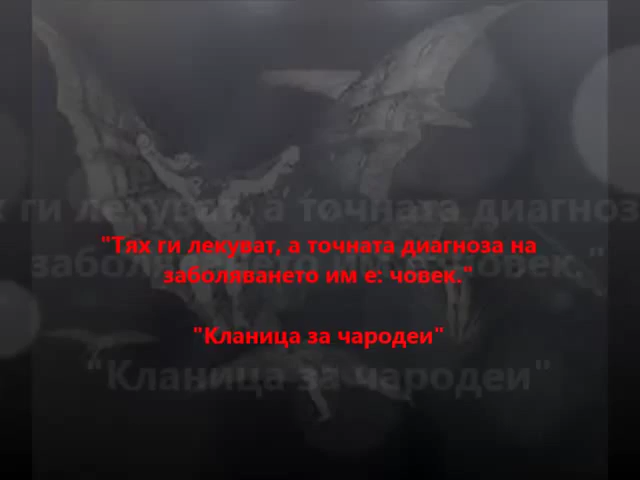 "Тях ги лекуват, а точната диагноза на
заболяването им е: човек."
"Кланица за чародеи"